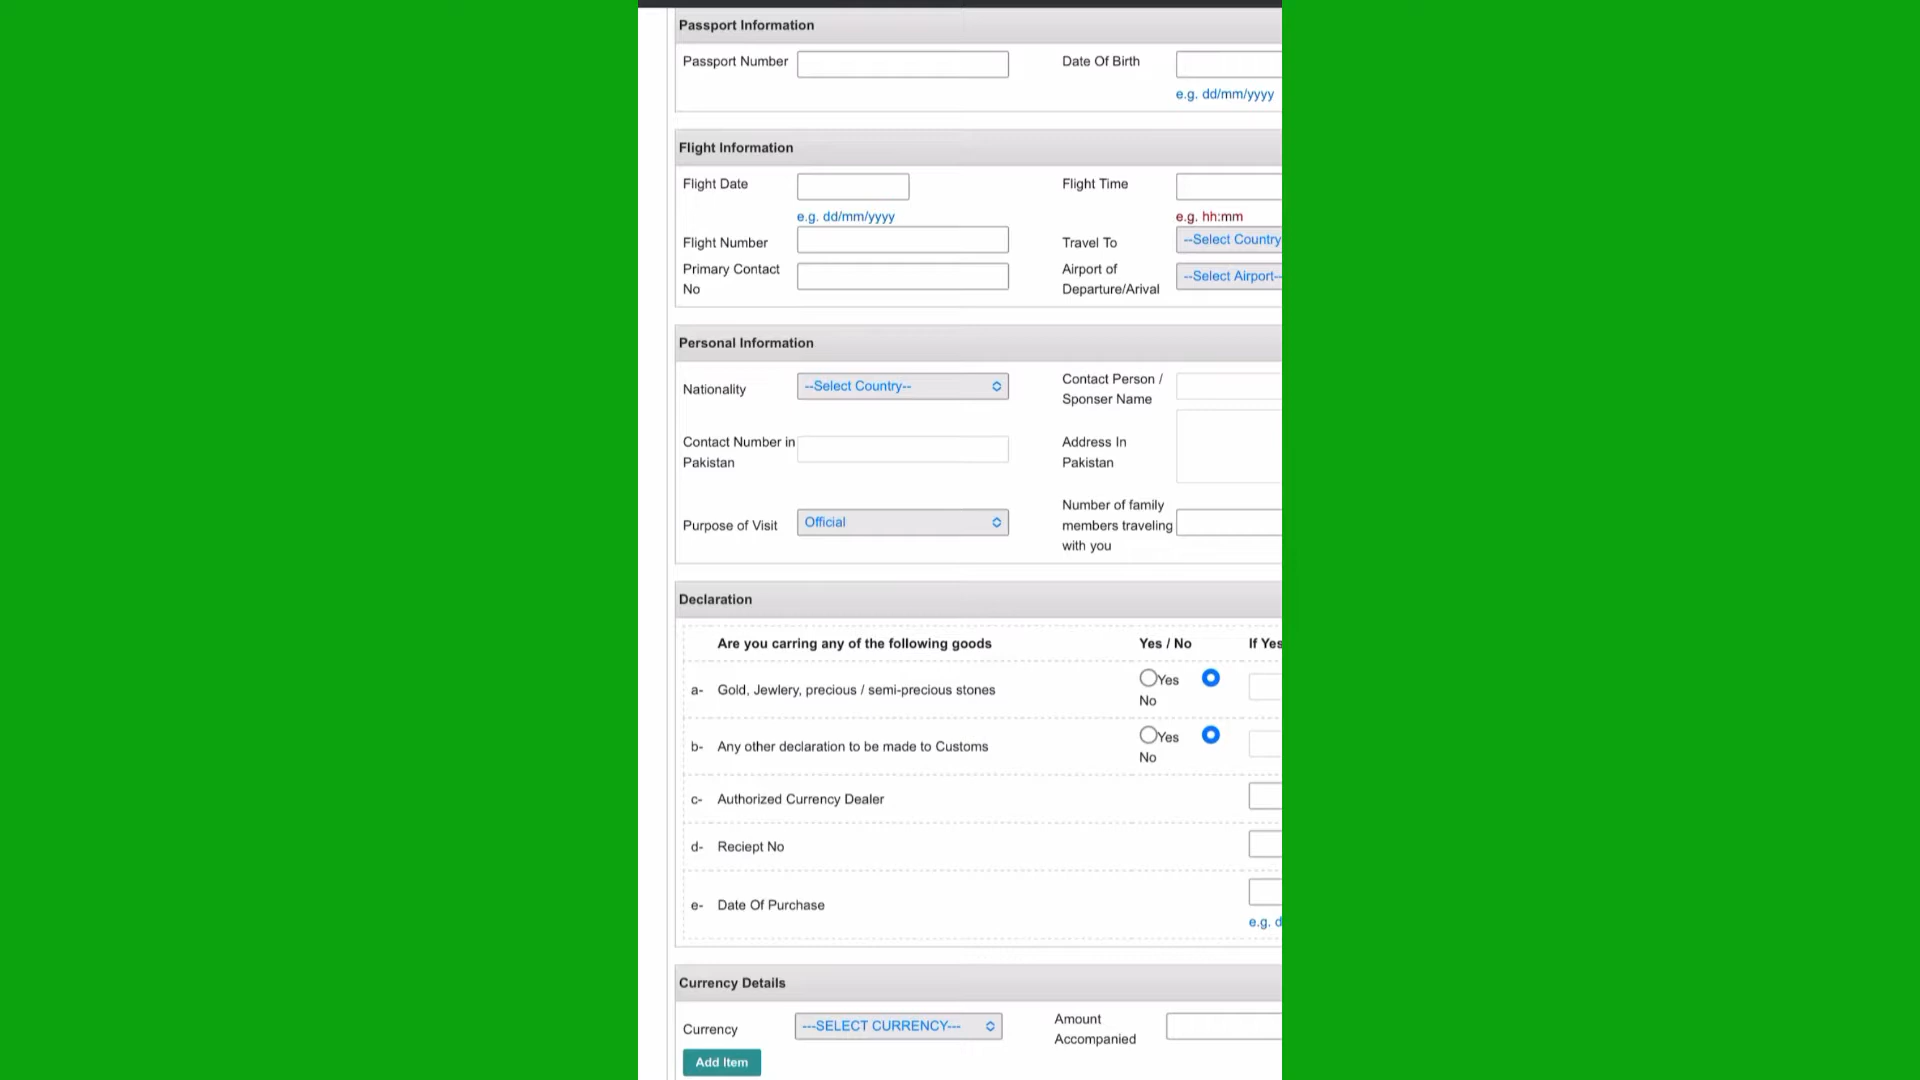 Passport Information
Passport Number
Date Of Birth
e.g. dd/mm/yyyy
Flight Information
Flight Date
Flight Time
e.g. dd/mm/yyyy
e.g. hh:mm
Flight Number
Travel To
--Select Country
Primary Contact
No
Airport of
Departure/Arival
--Select Airport--
Personal Information
Nationality
--Select Country--
Contact Person /
Sponser Name
Contact Number in
Pakistan
Address In
Pakistan
Purpose of Visit
Official
Number of family
members traveling
with you
Declaration
Are you carring any of the following goods
Yes / No
If Yes
a- Gold, Jewlery, precious / semi-precious stones
Yes
No
b- Any other declaration to be made to Customs
Yes
No
c- Authorized Currency Dealer
d- Reciept No
e- Date Of Purchase
e.g. d
Currency Details
Currency
---SELECT CURRENCY---
Amount
Accompanied
Add Item